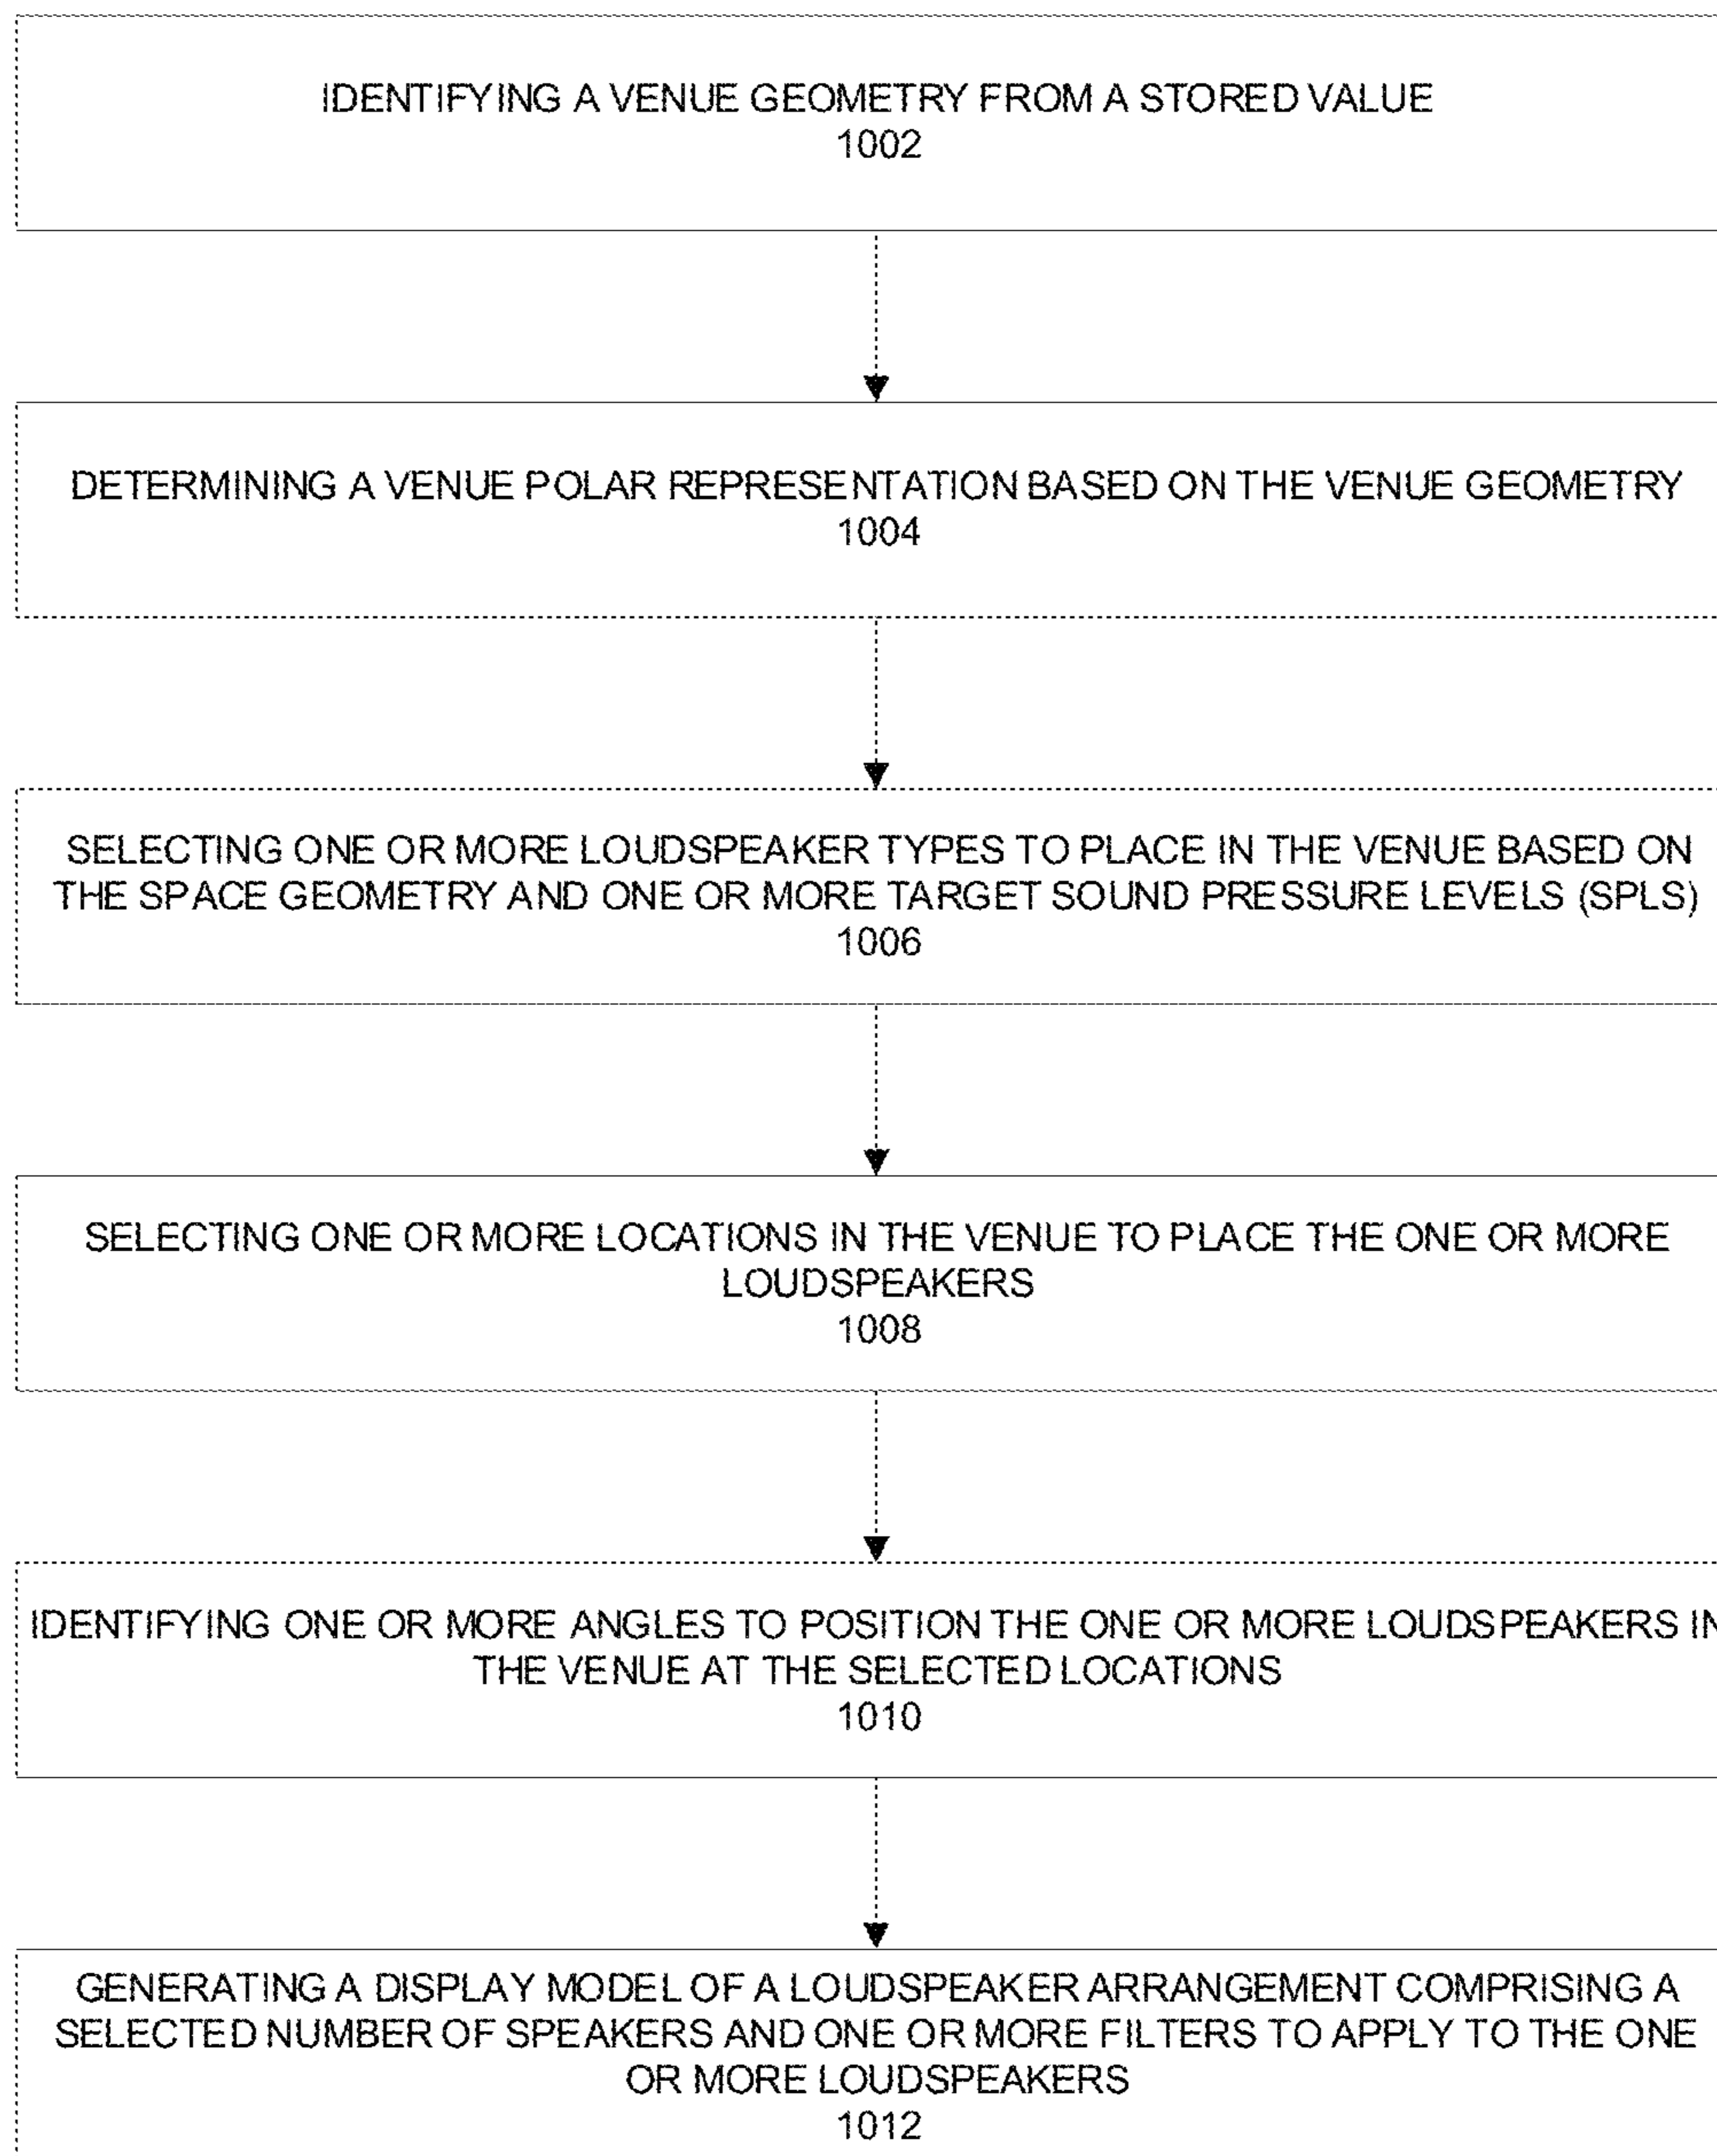 IDENTIFYING A VENUE GEOMETRY FROM A STORED VALUE
1002
DETERMINING A VENUE POLAR REPRESENTATION BASED ON THE VENUE GEOMETRY
1004
SELECTING ONE OR MORE LOUDSPEAKER TYPES TO PLACE IN THE VENUE BASED ON
THE SPACE GEOMETRY AND ONE OR MORE TARGET SOUND PRESSURE LEVELS (SPLS)
1006
SELECTING ONE OR MORE LOCATIONS IN THE VENUE TO PLACE THE ONE OR MORE
LOUDSPEAKERS
1008
IDENTIFYING ONE OR MORE ANGLES TO POSITION THE ONE OR MORE LOUDSPEAKERS IN
THE VENUE AT THE SELECTED LOCATIONS
1010
GENERATING A DISPLAY MODEL OF A LOUDSPEAKER ARRANGEMENT COMPRISING A
SELECTED NUMBER OF SPEAKERS AND ONE OR MORE FILTERS TO APPLY TO THE ONE
OR MORE LOUDSPEAKERS
1012